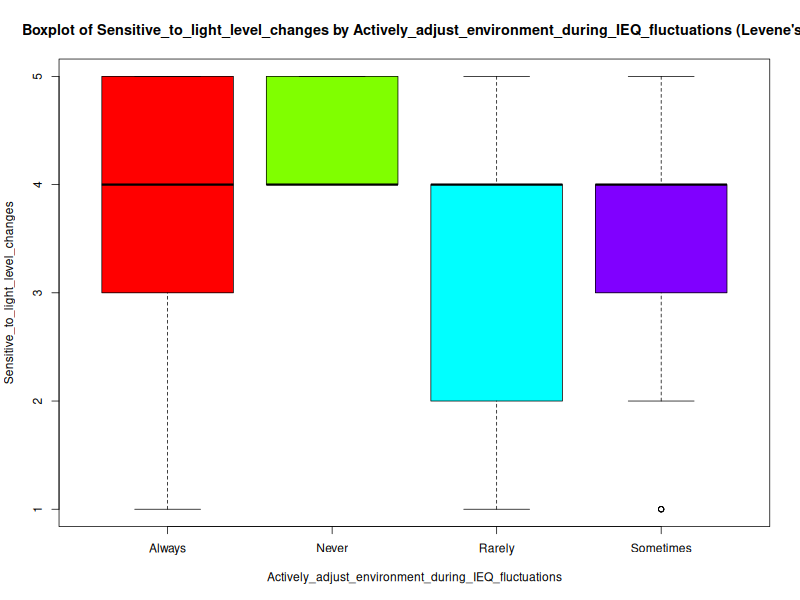 Boxplot of Sensitive_to_light_level_changes by Actively_adjust_environment_during_IEQ_fluctuations (Levene's
Sensitive_to_light_level_changes
5
4
3
2
1
Always Never Rarely Sometimes
Actively_adjust_environment_during_IEQ_fluctuations